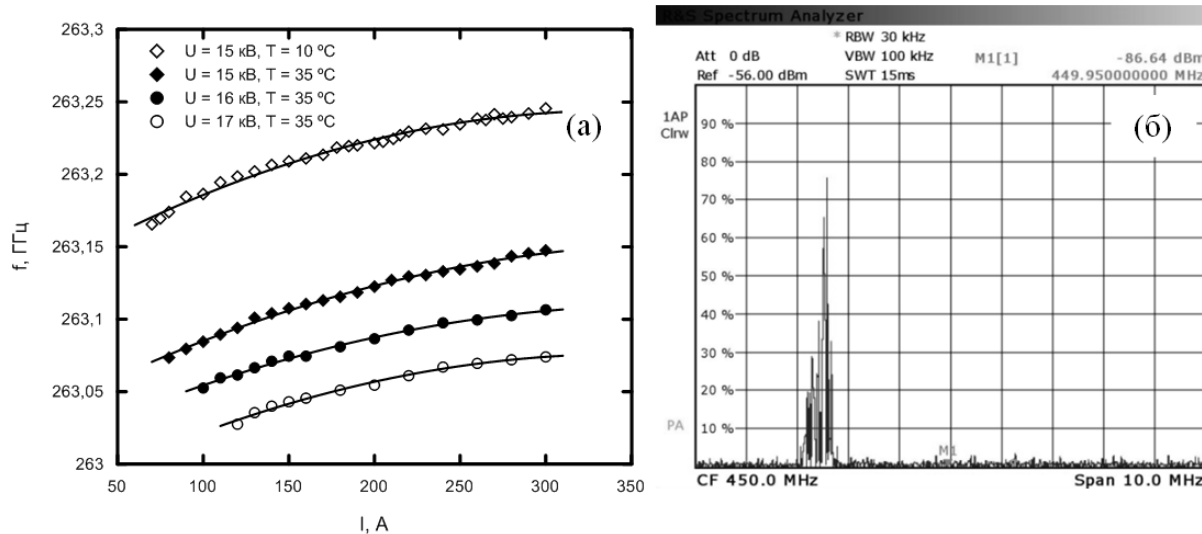 263,3
263,25
263,2
263,15
263,1
263,05
263
f, ГГц
U = 15 кВ, T = 10 ºC
U = 15 кВ, T = 35 ºC
U = 16 кВ, T = 35 ºC
U = 17 кВ, T = 35 ºC
(а)
50 100 150 200 250 300 350
I, А
R&S Spectrum Analyzer
* RBW 30 kHz
Att 0 dB VBW 100 kHz M1[1] -86.64 dBm
Ref -56.00 dBm SWT 15ms 449.950000000 MHz
1AP
Clrw
90 %
80 %
70 %
60 %
50 %
40 %
30 %
20 %
10 %
PA
M1
(б)
CF 450.0 MHz Span 10.0 MHz